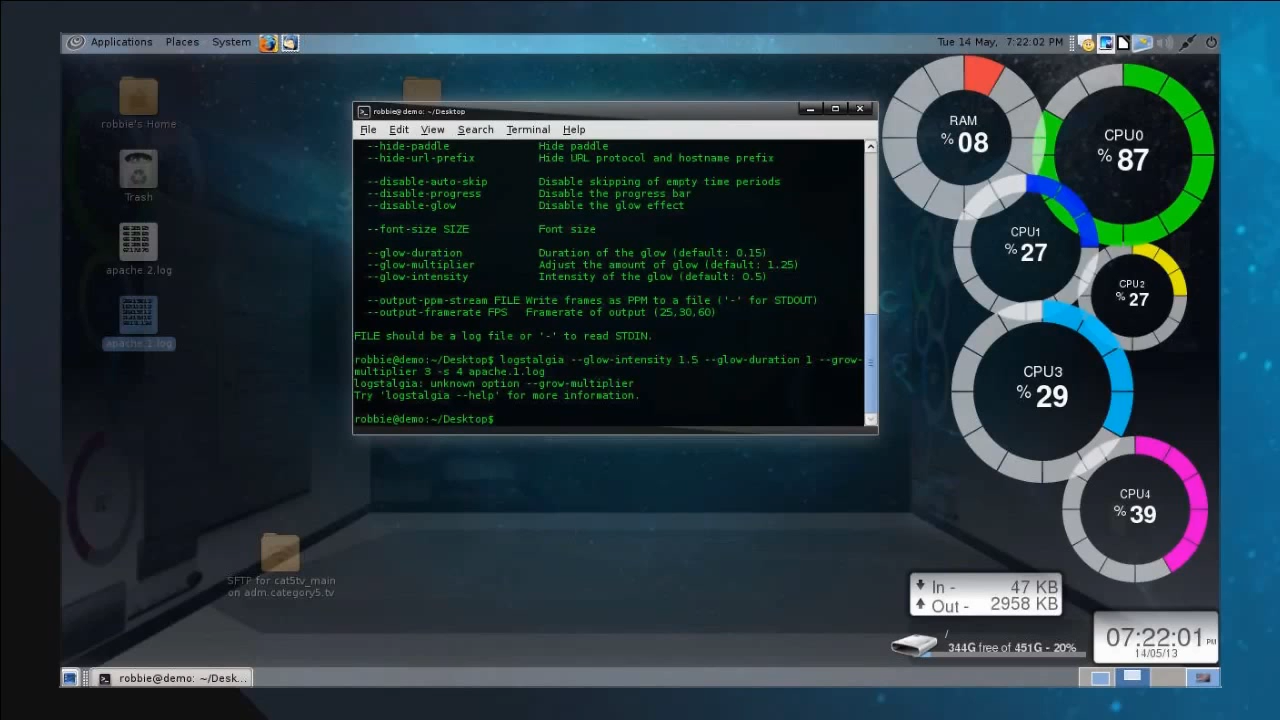 Applications Places System
Tue 14 May, 7:22:02 PM
robbie's Home
Trash
apache 2.log
apache.1.log
SFTP for cat5tv_main
on adm.category5.tv
robbie@demo: ~/Desktop
File Edit View Search Terminal Help
--hide-paddle Hide paddle
--hide-url-prefix Hide URL protocol and hostname prefix
--disable-auto-skip Disable skipping of empty time periods
--disable-progress Disable the progress bar
--disable-glow Disable the glow effect
--font-size SIZE Font size
--glow-duration Duration of the glow (default: 0.15)
--glow-multiplier Adjust the amount of glow (default: 1.25)
--glow-intensity Intensity of the glow (default: 0.5)
--output-ppm-stream FILE Write frames as PPM to a file ('-' for STDOUT)
--output-framerate FPS Framerate of output (25,30,60)
FILE should be a log file or '-' to read STDIN.
robbie@demo:~/Desktop$ logstalgia --glow-intensity 1.5 --glow-duration 1 --grow-
multiplier 3 -s 4 apache.1.log
logstalgia: unknown option --grow-multiplier
Try 'logstalgia --help' for more information.
robbie@demo:~/Desktop$
RAM
% 08
CPU0
% 87
CPU1
% 27
CPU2
% 27
CPU3
% 29
CPU4
% 39
In - 47 KB
Out - 2958 KB
/
344G free of 451G - 20%
07:22:01 PM
14/05/13
robbie@demo: ~/Desk...